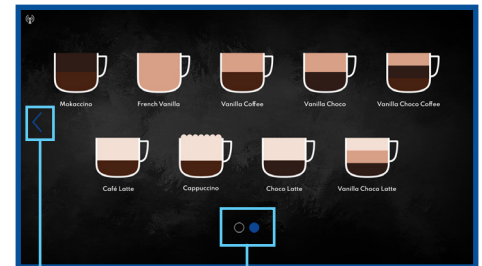 Mokaccino
French Vanilla
Vanilla Coffee
Vanilla Choco
Vanilla Choco Coffee
Café Latte
Cappuccino
Choco Latte
Vanilla Choco Latte